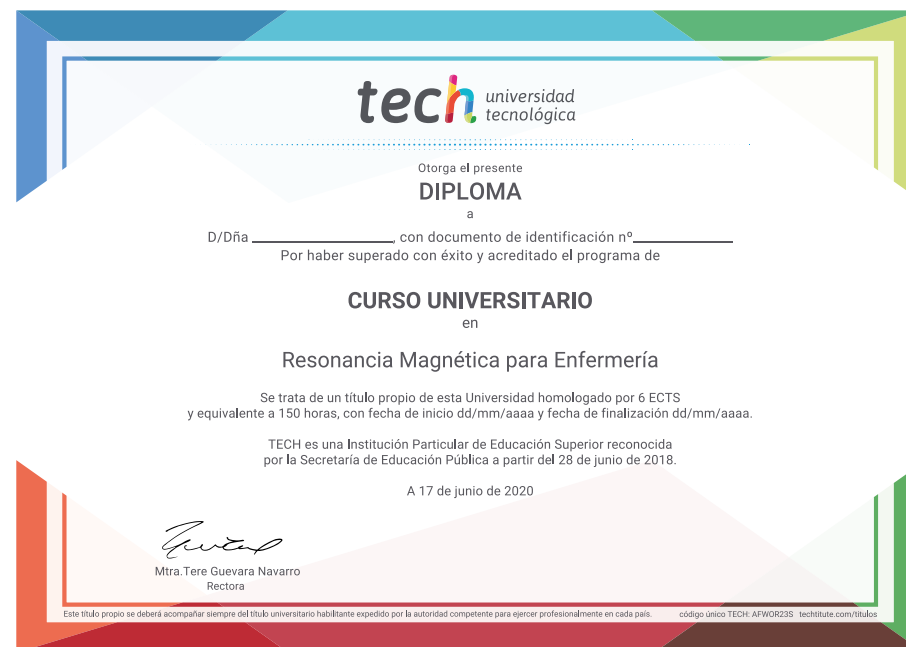 tech universidad
tecnológica
Otorga el presente
DIPLOMA
a
D/Dña ____________________, con documento de identificación nº______________
Por haber superado con éxito y acreditado el programa de
CURSO UNIVERSITARIO
en
Resonancia Magnética para Enfermería
Se trata de un título propio de esta Universidad homologado por 6 ECTS
y equivalente a 150 horas, con fecha de inicio dd/mm/aaaa y fecha de finalización dd/mm/aaaa.
TECH es una Institución Particular de Educación Superior reconocida
por la Secretaría de Educación Pública a partir del 28 de junio de 2018.
A 17 de junio de 2020
Mtra.Tere Guevara Navarro
Rectora
Este título propio se deberá acompañar siempre del título universitario habilitante expedido por la autoridad competente para ejercer profesionalmente en cada país. código único TECH: AFWOR23S techtitute.com/titulos